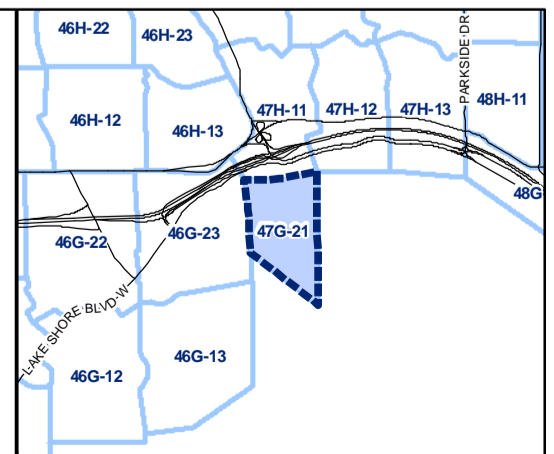 46H-22
46H-23
PARKSIDE DR
47H-11
47H-12
47H-13
48H-11
46H-12
46H-13
48G
46G-22
46G-23
47G-21
LAKE SHORE BLVD W
46G-12
46G-13